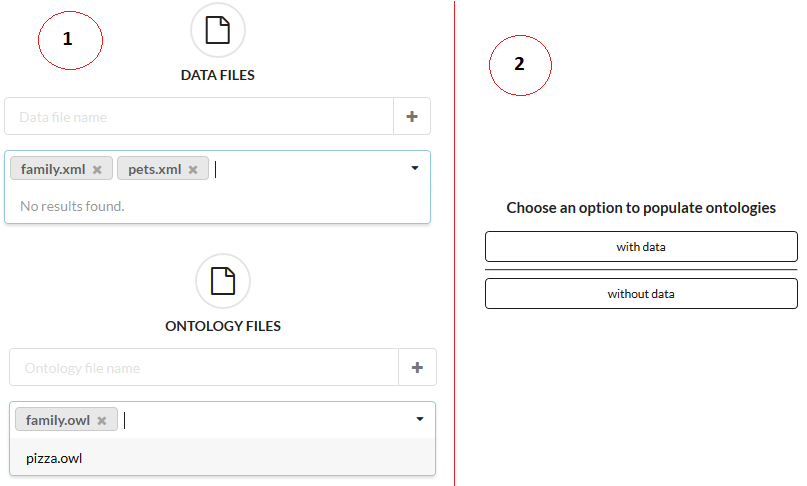 1
DATA FILES
Data file name
family.xml
pets.xml
No results found.
ONTOLOGY FILES
Ontology file name
family.owl
pizza.owl
2
Choose an option to populate ontologies
with data
without data